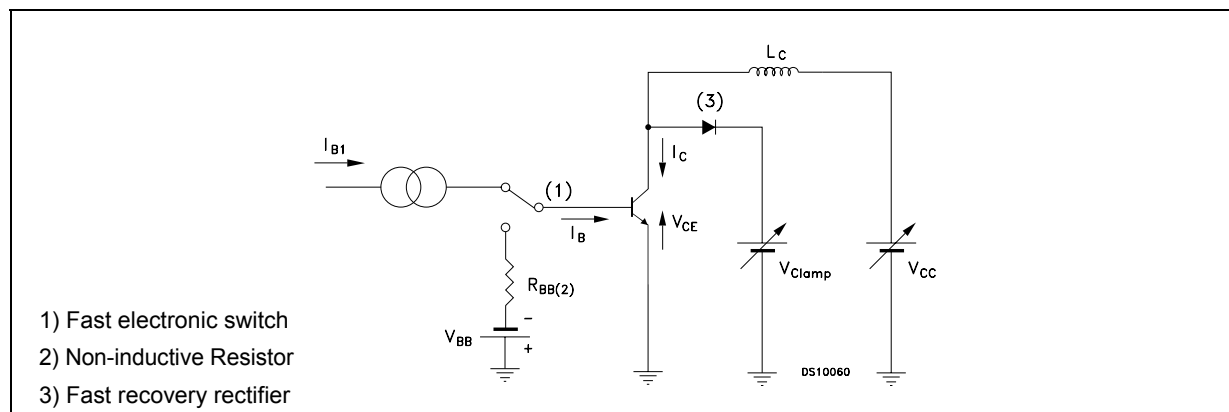 L_C
(3)
I_B1
I_C
(1)
I_B
V_CE
V_Clamp
V_CC
R_BB(2)
-
V_BB
+
1) Fast electronic switch
2) Non-inductive Resistor
3) Fast recovery rectifier
DS10060